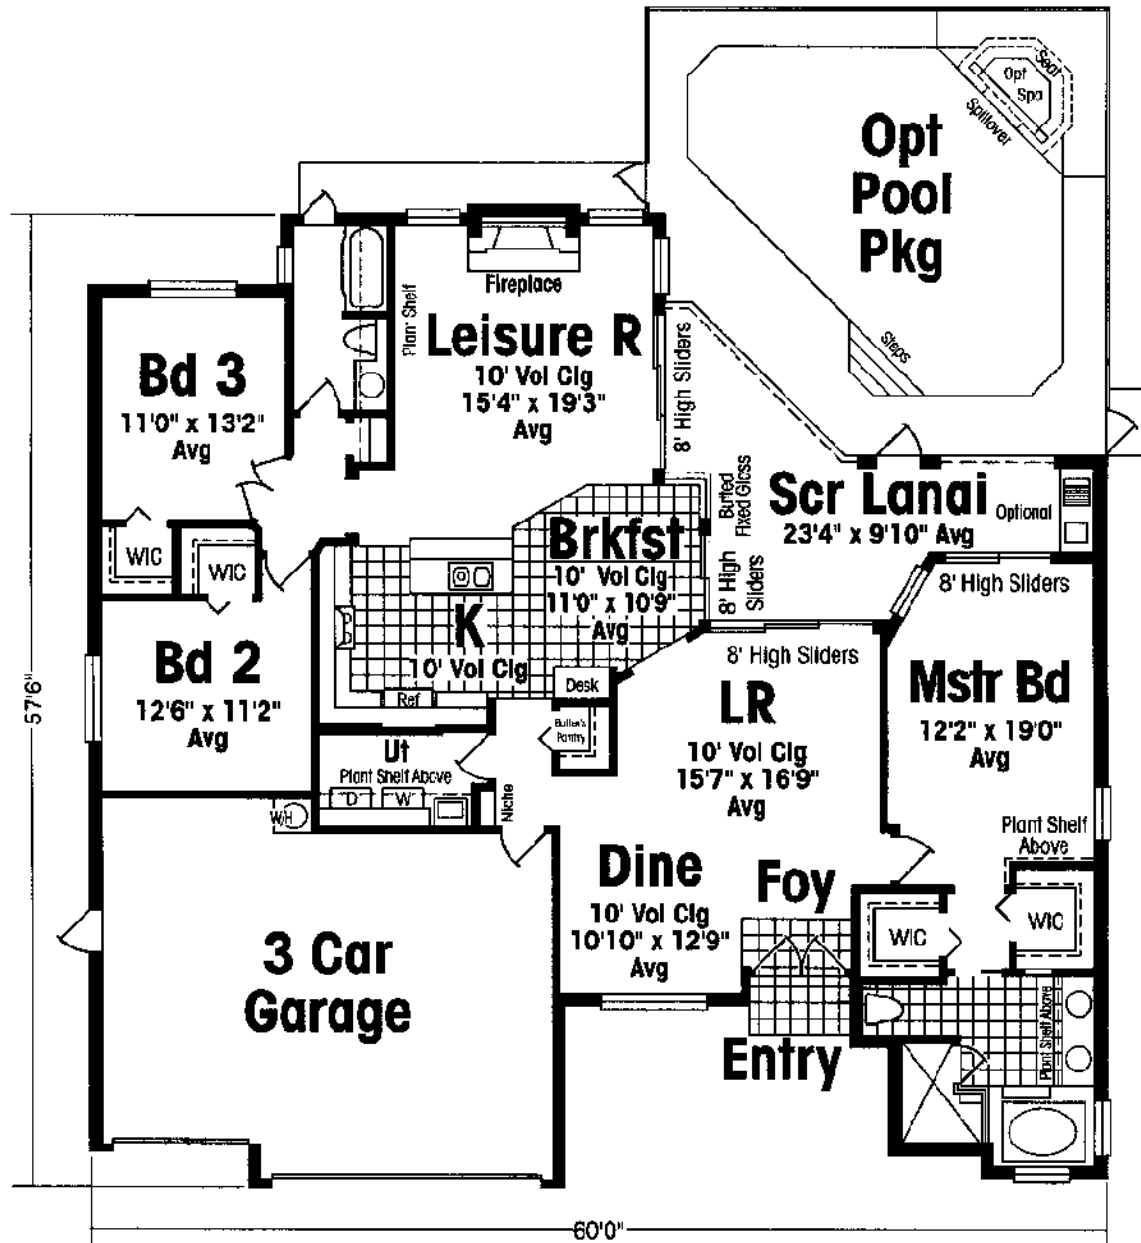 Opt
Spa
Seat
Spillover
Opt
Pool
Pkg
Steps
Fireplace
Plant Shelf
Leisure R
10' Vol Clg
15'4" x 19'3"
Avg
8' High Sliders
Bd 3
11'0" x 13'2"
Avg
WIC
WIC
Butted
Fixed Glass
Scr Lanai
23'4" x 9'10" Avg
Optional
Brkfst
10' Vol Clg
11'0" x 10'9"
Avg
8' High
Sliders
8' High Sliders
K
10' Vol Clg
Ref
Desk
8' High Sliders
Bd 2
12'6" x 11'2"
Avg
57'6"
LR
10' Vol Clg
15'7" x 16'9"
Avg
Mstr Bd
12'2" x 19'0"
Avg
Butler's
Pantry
Ut
Plant Shelf Above
D
W
Niche
W/H
Plant Shelf
Above
Dine
10' Vol Clg
10'10" x 12'9"
Avg
Foy
WIC
WIC
3 Car
Garage
Plant Shelf Above
Entry
60'0"